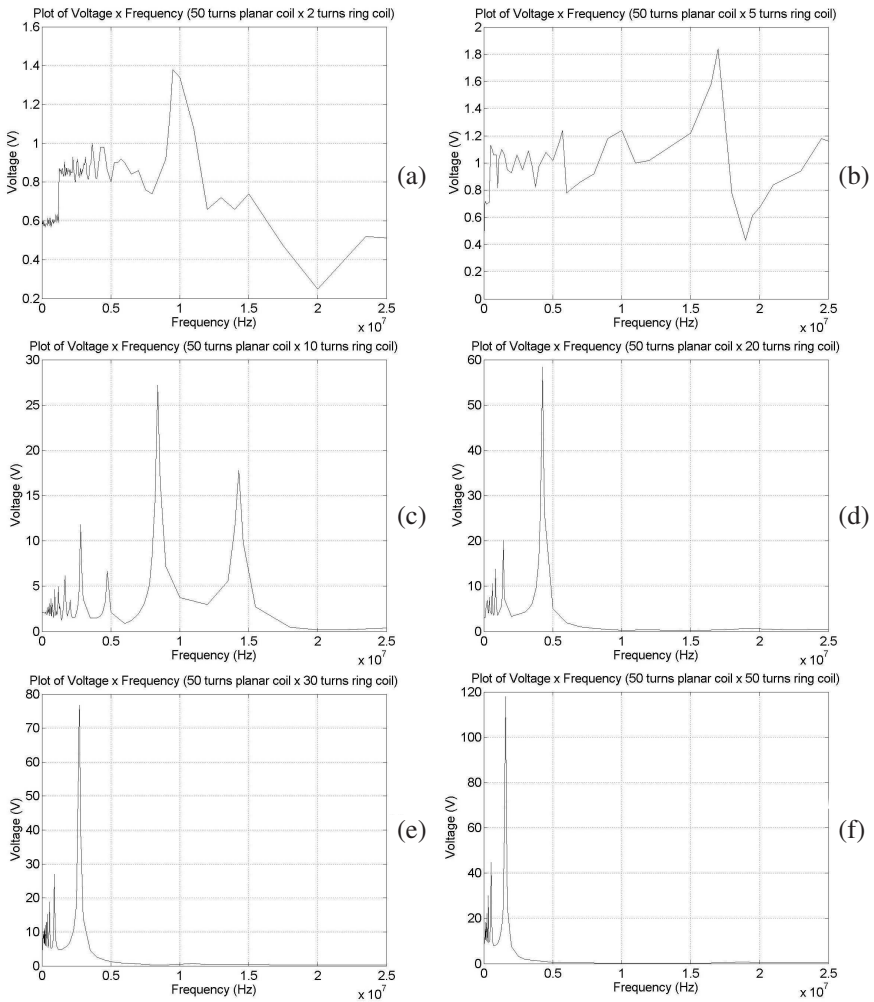 Plot of Voltage x Frequency (50 turns planar coil x 2 turns ring coil)
1.6
1.4
1.2
1
0.8
0.6
0.4
0.2
Voltage (V)
0
0.5
1
1.5
2
2.5
Frequency (Hz)
x 10^7
(a)
Plot of Voltage x Frequency (50 turns planar coil x 5 turns ring coil)
2
1.8
1.6
1.4
1.2
1
0.8
0.6
0.4
0.2
0
Voltage (V)
0
0.5
1
1.5
2
2.5
Frequency (Hz)
x 10^7
(b)
Plot of Voltage x Frequency (50 turns planar coil x 10 turns ring coil)
30
25
20
15
10
5
0
Voltage (V)
0
0.5
1
1.5
2
2.5
Frequency (Hz)
x 10^7
(c)
Plot of Voltage x Frequency (50 turns planar coil x 20 turns ring coil)
60
50
40
30
20
10
0
Voltage (V)
0
0.5
1
1.5
2
2.5
Frequency (Hz)
x 10^7
(d)
Plot of Voltage x Frequency (50 turns planar coil x 30 turns ring coil)
80
70
60
50
40
30
20
10
0
Voltage (V)
0
0.5
1
1.5
2
2.5
Frequency (Hz)
x 10^7
(e)
Plot of Voltage x Frequency (50 turns planar coil x 50 turns ring coil)
120
100
80
60
40
20
0
Voltage (V)
0
0.5
1
1.5
2
2.5
Frequency (Hz)
x 10^7
(f)